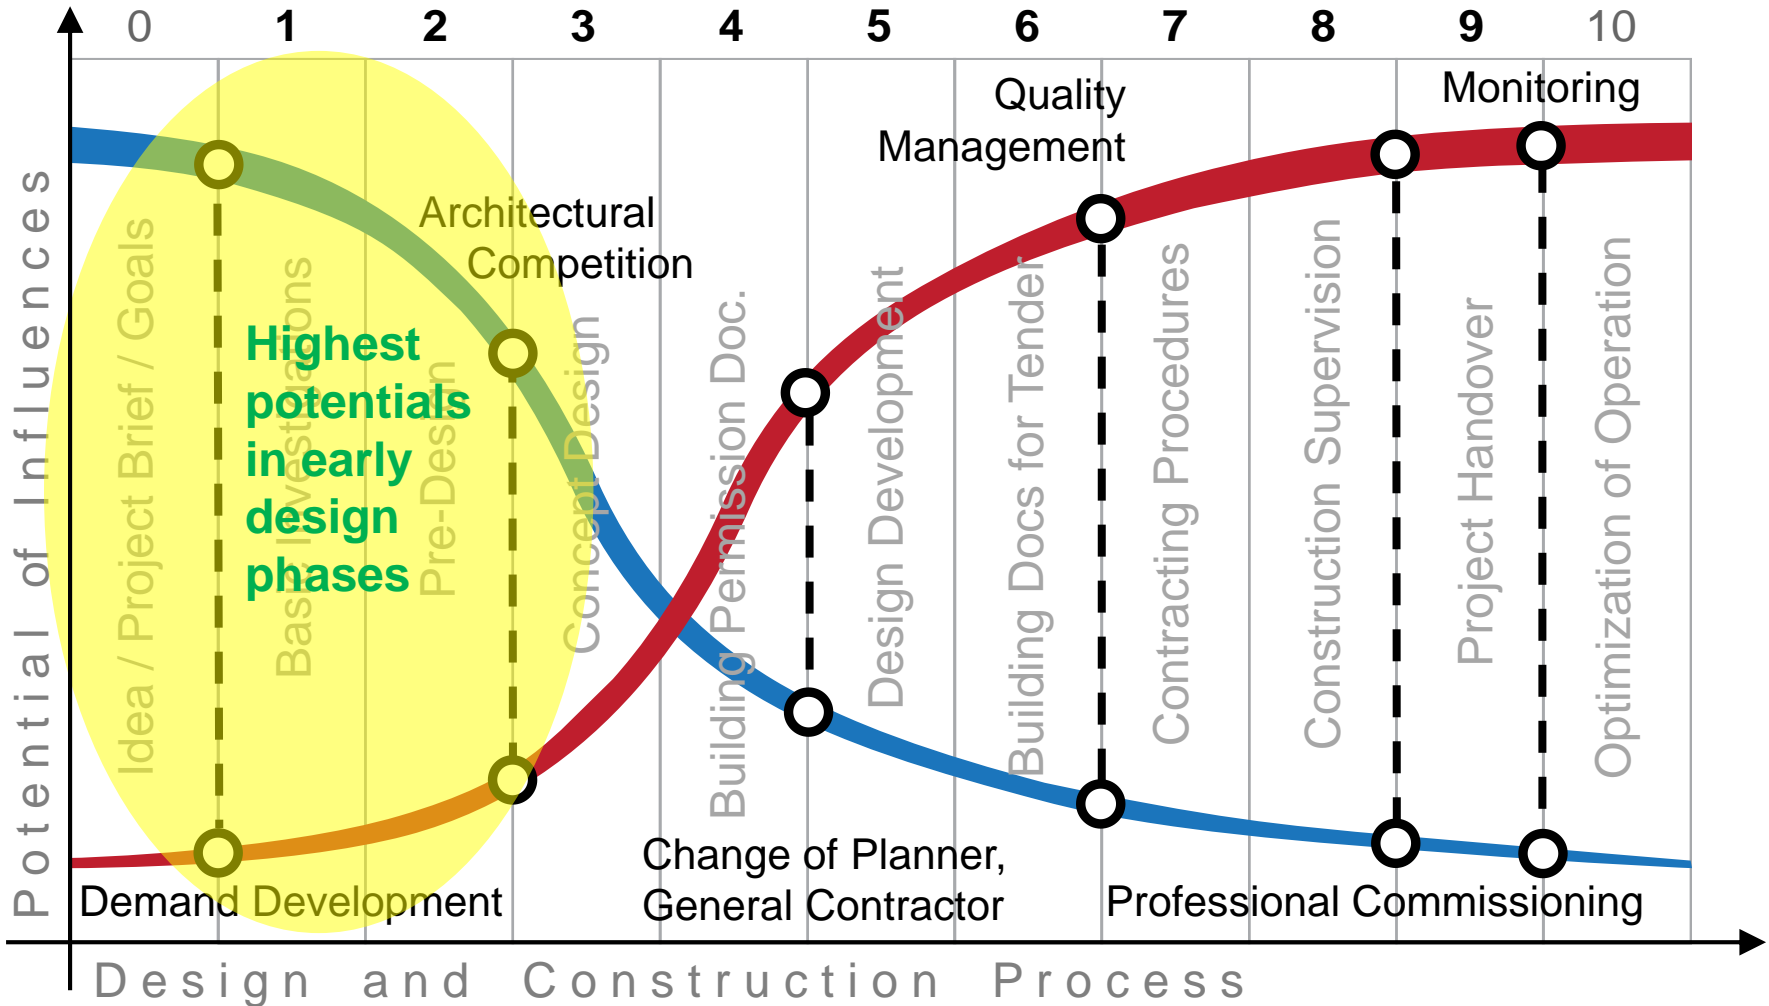 0 1 2 3 4 5 6 7 8 9 10
Quality
Management
Monitoring
Architectural
Competition
Highest
potentials
in early
design
phases
Idea / Project Brief / Goals
Basic Investigations
Pre-Design
Concept Design
Building Permission Doc.
Design Development
Building Docs for Tender
Contracting Procedures
Construction Supervision
Project Handover
Optimization of Operation
Demand Development
Change of Planner,
General Contractor
Professional Commissioning
Potential of Influences
Design and Construction Process